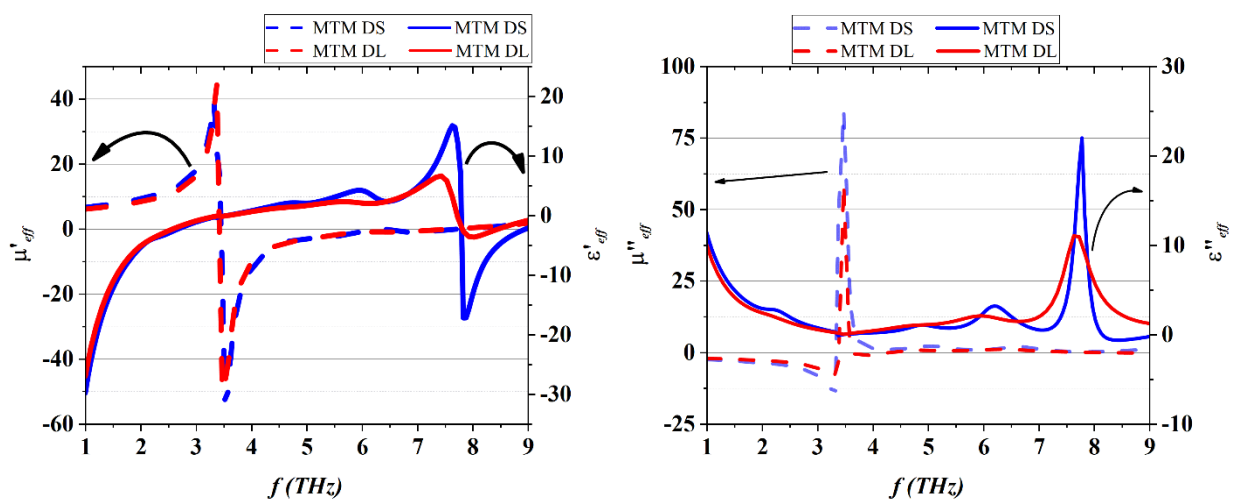 MTM DS MTM DS
MTM DL MTM DL
40
20
0
-20
-40
-60
μ'eff
20
10
0
-10
-20
-30
ε'eff
1 2 3 4 5 6 7 8 9
f (THz)
MTM DS MTM DS
MTM DL MTM DL
100
75
50
25
0
-25
μ''eff
30
20
10
0
-10
ε''eff
1 2 3 4 5 6 7 8 9
f (THz)